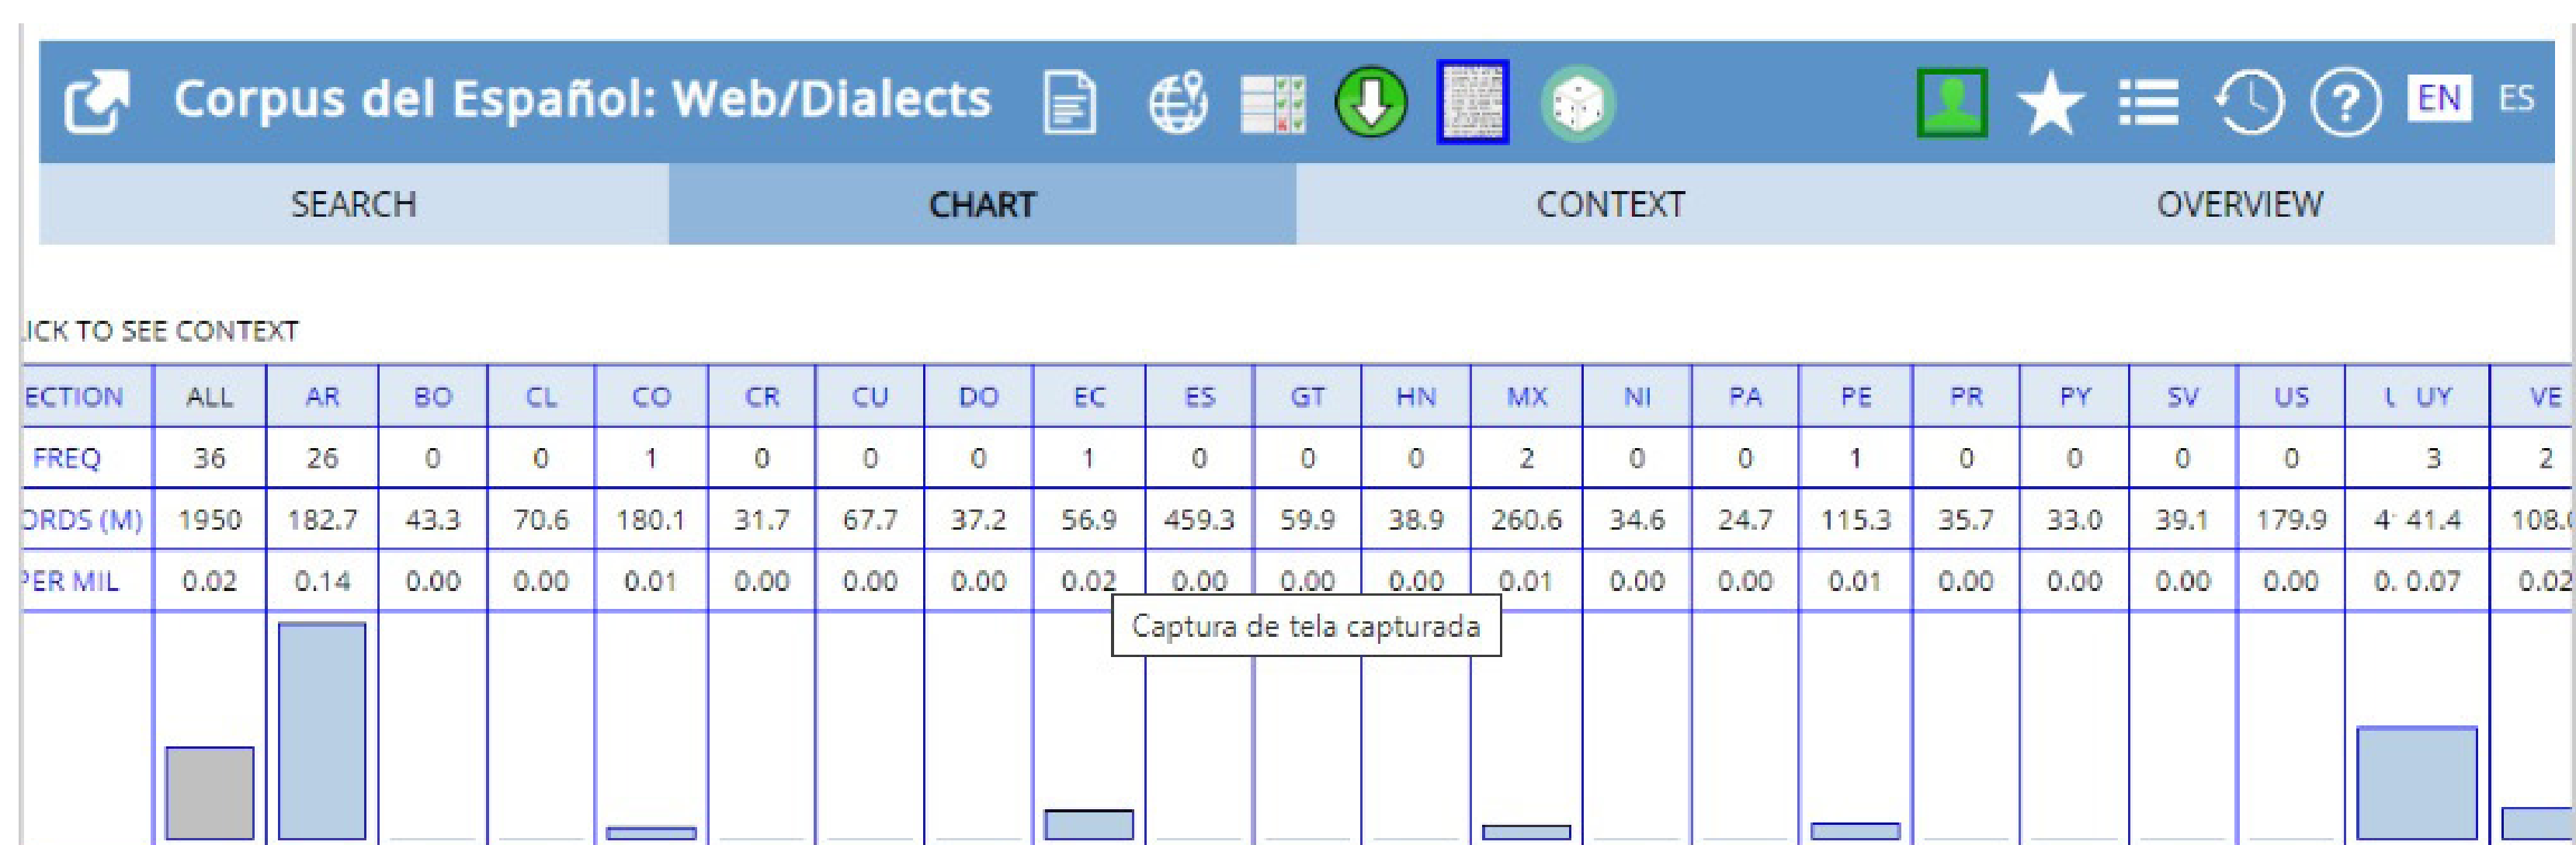 Corpus del Español: Web/Dialects EN ES
SEARCH CHART CONTEXT OVERVIEW
LICK TO SEE CONTEXT
ECTION ALL AR BO CL CO CR CU DO EC ES GT HN MX NI PA PE PR PY SV US UY VE
FREQ 36 26 0 0 1 0 0 0 1 0 0 0 2 0 0 1 0 0 0 0 3 2
ORDS (M) 1950 182.7 43.3 70.6 180.1 31.7 67.7 37.2 56.9 459.3 59.9 38.9 260.6 34.6 24.7 115.3 35.7 33.0 39.1 179.9 4 41.4 108.0
PER MIL 0.02 0.14 0.00 0.00 0.01 0.00 0.00 0.00 0.02 0.00 0.00 0.00 0.01 0.00 0.00 0.01 0.00 0.00 0.00 0.00 0. 0.07 0.02
Captura de tela capturada